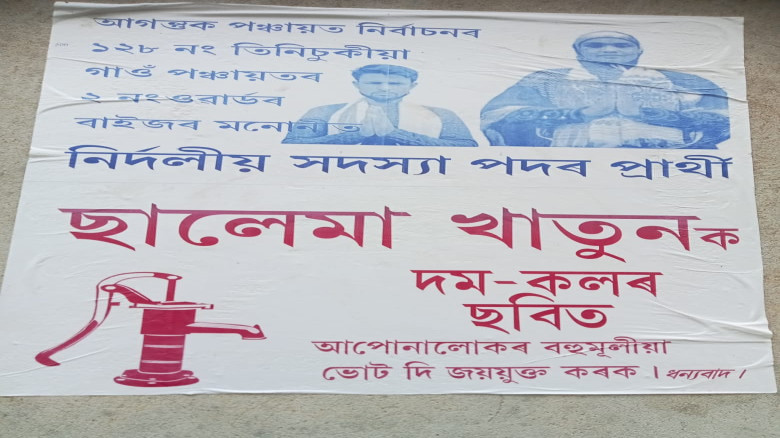 আগন্তুক পঞ্চায়ত নিৰ্বাচনৰ
১২৮ নং তিনিচুকীয়া
গাওঁ পঞ্চায়তৰ
২ নংওৱাৰ্ডৰ
ৰাইজৰ মনোনীত
নিৰ্দলীয় সদস্যা পদৰ প্ৰাৰ্থী
ছালেমা খাতুনক
দম-কলৰ
ছবিত
আপোনালোকৰ বহুমূলীয়া
ভোট দি জয়যুক্ত কৰক । ধন্যবাদ ।